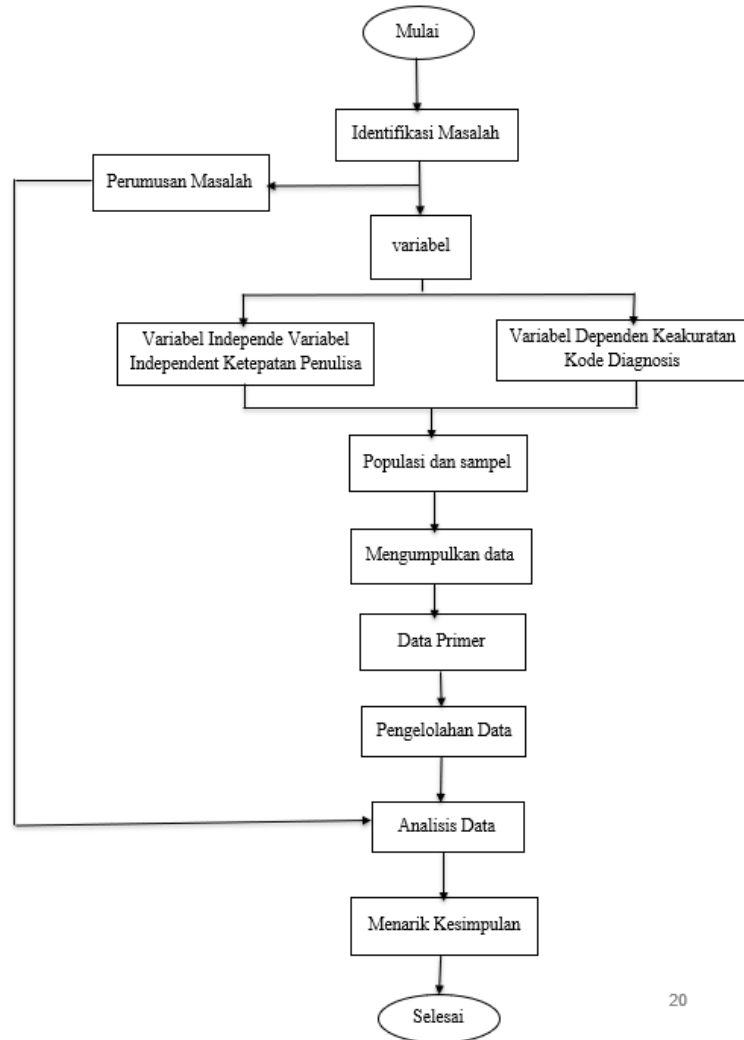 Mulai
Identifikasi Masalah
Perumusan Masalah
variabel
Variabel Independe Variabel
Independent Ketepatan Penulisa
Variabel Dependen Keakuratan
Kode Diagnosis
Populasi dan sampel
Mengumpulkan data
Data Primer
Pengelolahan Data
Analisis Data
Menarik Kesimpulan
Selesai
20